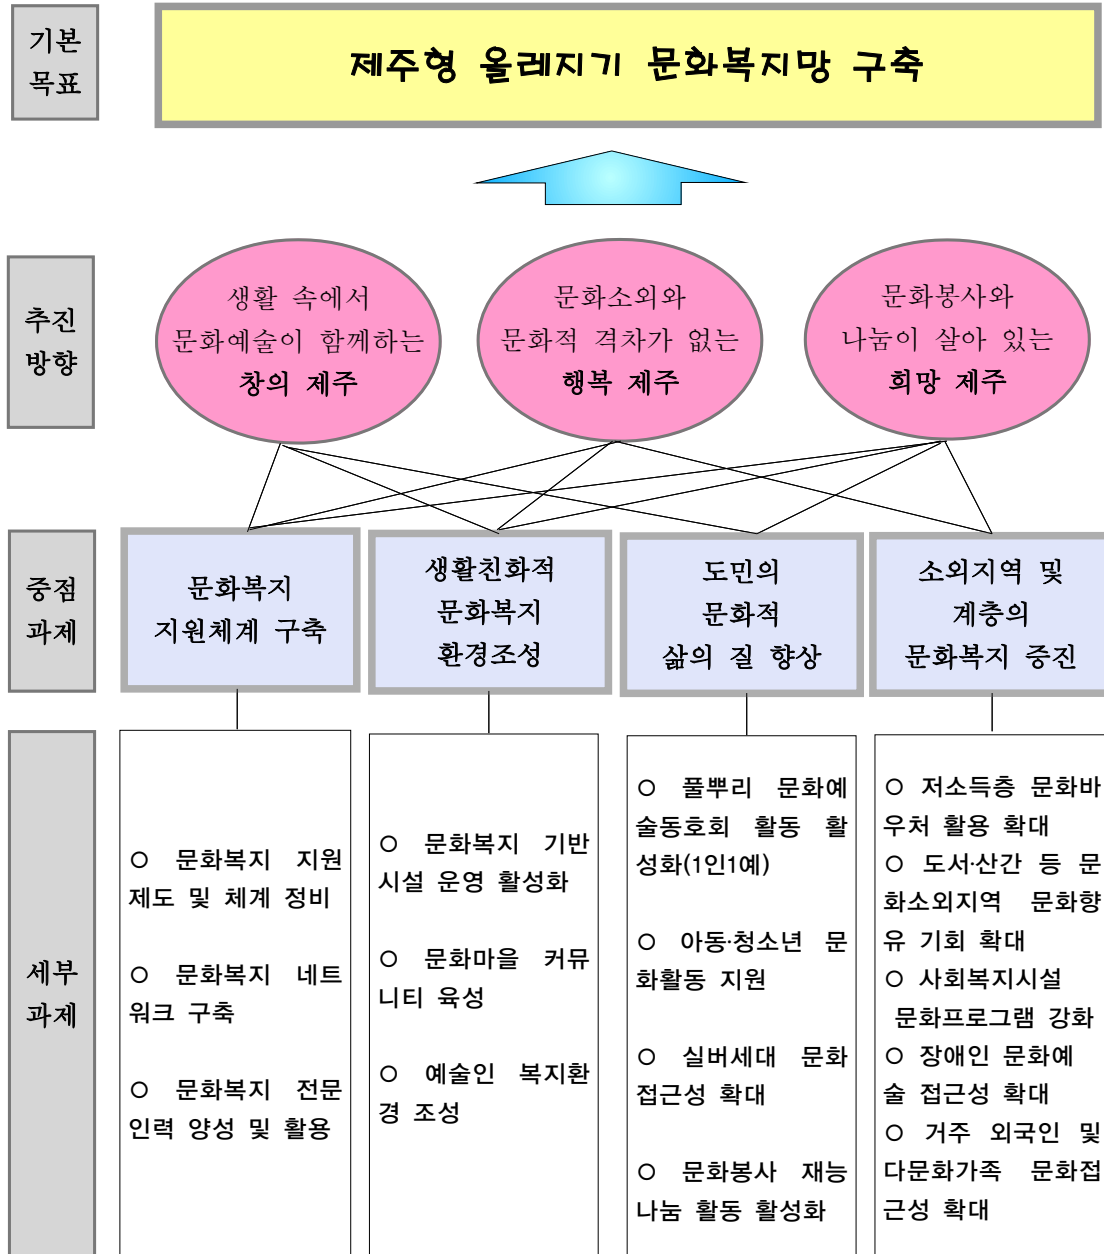 기본
목표
제주형 올레지기 문화복지망 구축
추진
방향
생활 속에서
문화예술이 함께하는
창의 제주
문화소외와
문화적 격차가 없는
행복 제주
문화봉사와
나눔이 살아 있는
희망 제주
중점
과제
문화복지
지원체계 구축
생활친화적
문화복지
환경조성
도민의
문화적
삶의 질 향상
소외지역 및
계층의
문화복지 증진
세부
과제
○ 문화복지 지원
제도 및 체계 정비
○ 문화복지 네트
워크 구축
○ 문화복지 전문
인력 양성 및 활용
○ 문화복지 기반
시설 운영 활성화
○ 문화마을 커뮤
니티 육성
○ 예술인 복지환
경 조성
○ 풀뿌리 문화예
술동호회 활동 활
성화(1인1예)
○ 아동·청소년 문
화활동 지원
○ 실버세대 문화
접근성 확대
○ 문화봉사 재능
나눔 활동 활성화
○ 저소득층 문화바
우처 활용 확대
○ 도서·산간 등 문
화소외지역 문화향
유 기회 확대
○ 사회복지시설
문화프로그램 강화
○ 장애인 문화예
술 접근성 확대
○ 거주 외국인 및
다문화가족 문화접
근성 확대